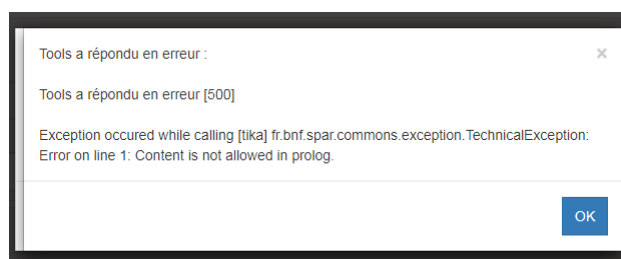 Tools a répondu en erreur :
×
Tools a répondu en erreur [500]
Exception occured while calling [tika] fr.bnf.spar.commons.exception.TechnicalException:
Error on line 1: Content is not allowed in prolog.
OK